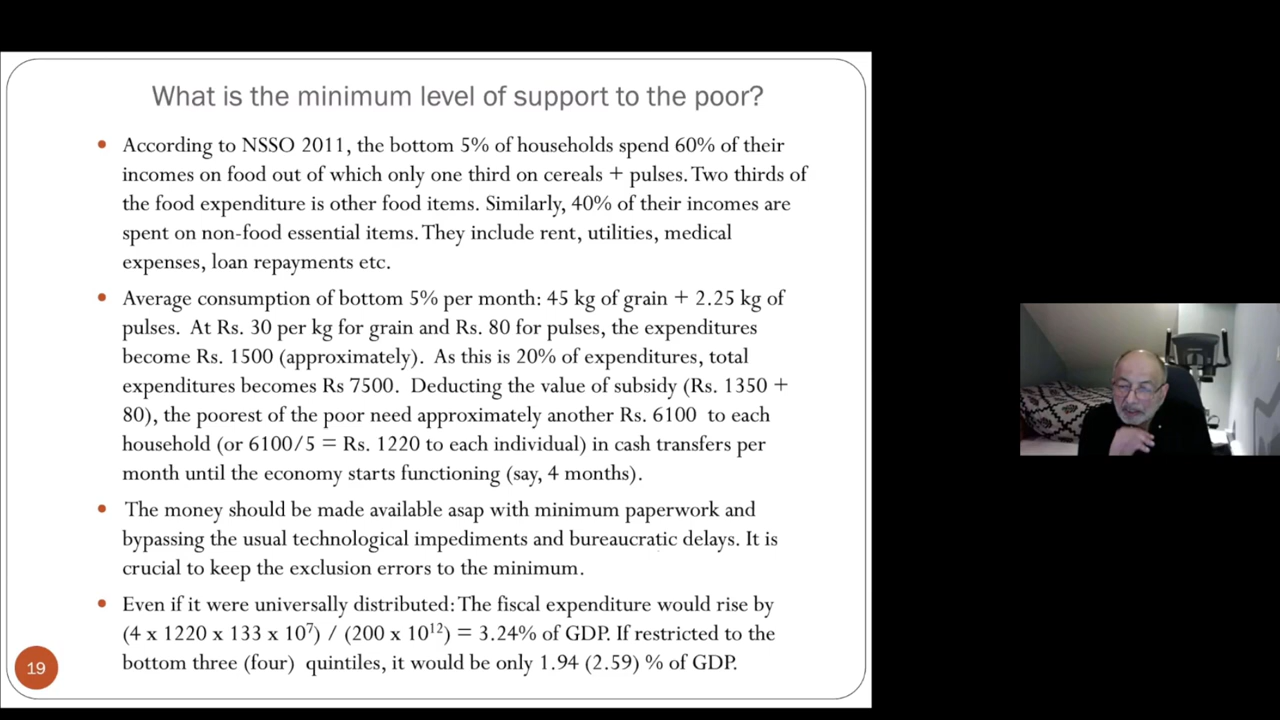 What is the minimum level of support to the poor?
• According to NSSO 2011, the bottom 5% of households spend 60% of their
incomes on food out of which only one third on cereals + pulses. Two thirds of
the food expenditure is other food items. Similarly, 40% of their incomes are
spent on non-food essential items. They include rent, utilities, medical
expenses, loan repayments etc.
• Average consumption of bottom 5% per month: 45 kg of grain + 2.25 kg of
pulses. At Rs. 30 per kg for grain and Rs. 80 for pulses, the expenditures
become Rs. 1500 (approximately). As this is 20% of expenditures, total
expenditures becomes Rs 7500. Deducting the value of subsidy (Rs. 1350 +
80), the poorest of the poor need approximately another Rs. 6100 to each
household (or 6100/5 = Rs. 1220 to each individual) in cash transfers per
month until the economy starts functioning (say, 4 months).
• The money should be made available asap with minimum paperwork and
bypassing the usual technological impediments and bureaucratic delays. It is
crucial to keep the exclusion errors to the minimum.
• Even if it were universally distributed: The fiscal expenditure would rise by
(4 x 1220 x 133 x 10⁷) / (200 x 10¹²) = 3.24% of GDP. If restricted to the
bottom three (four) quintiles, it would be only 1.94 (2.59) % of GDP.
19